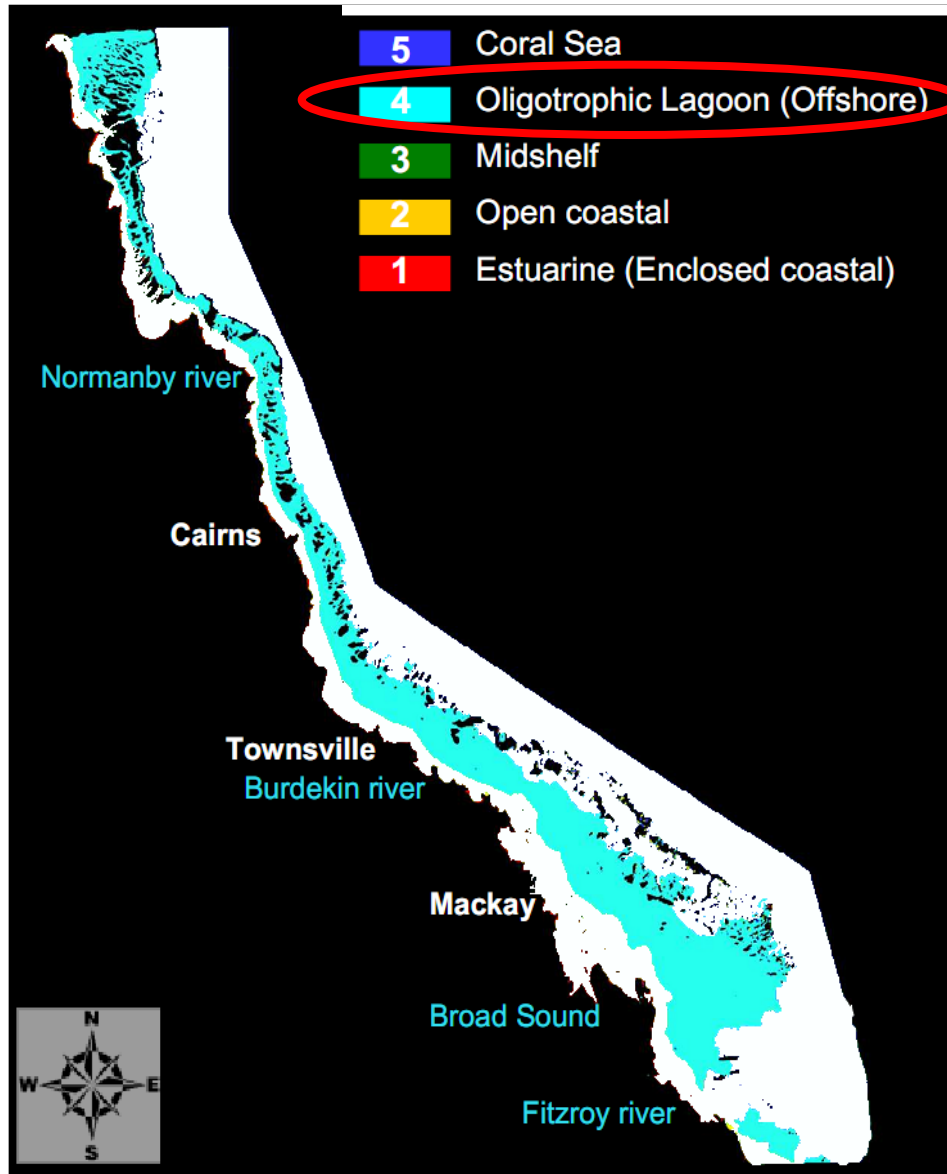 5 Coral Sea
4 Oligotrophic Lagoon (Offshore)
3 Midshelf
2 Open coastal
1 Estuarine (Enclosed coastal)
Normanby river
Cairns
Townsville
Burdekin river
Mackay
Broad Sound
Fitzroy river
N
W E
S